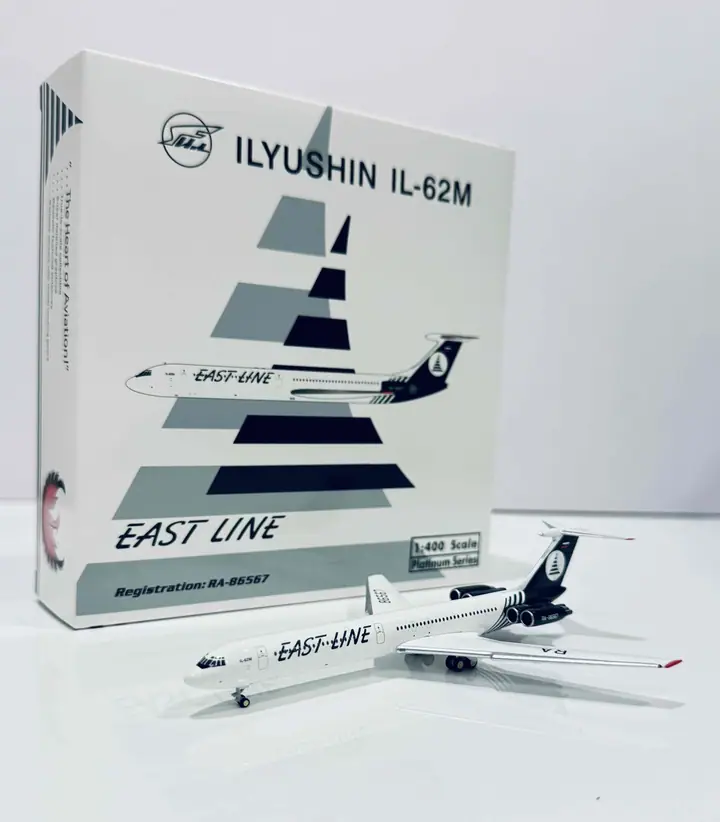 ILYUSHIN IL-62M
EAST LINE
EAST LINE
Registration: RA-86567
1:400 Scale
Platinum Series
"...The Heart of Aviation!"
EAST LINE
RA